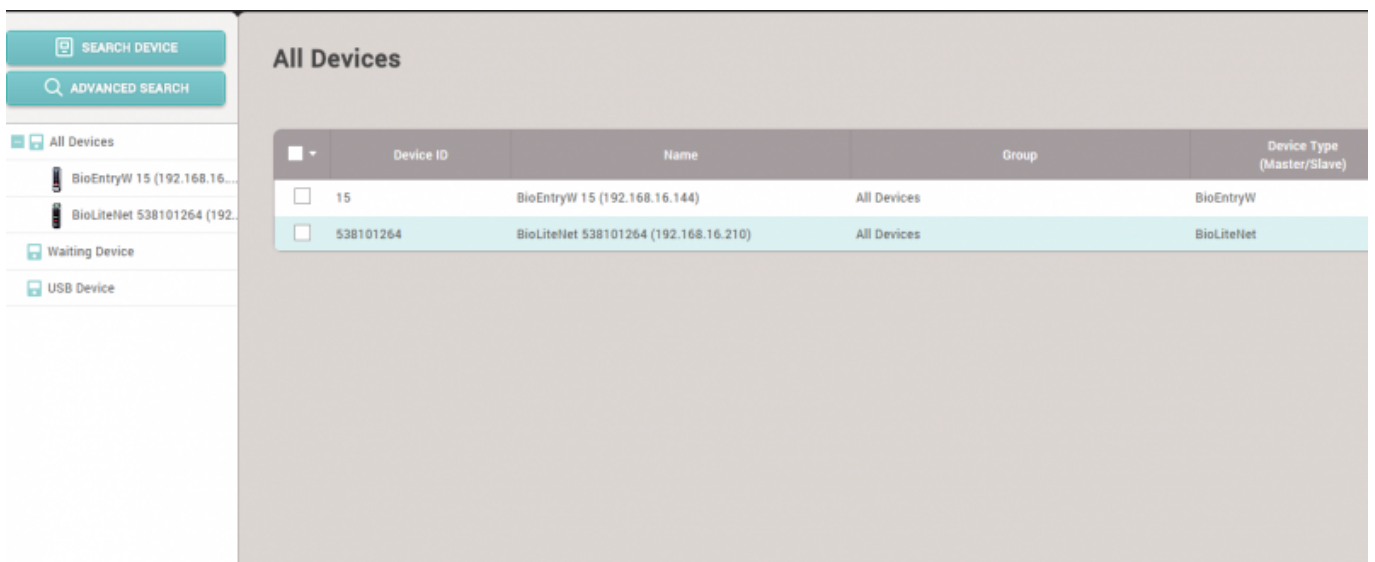 SEARCH DEVICE
ADVANCED SEARCH
All Devices
BioEntryW 15 (192.168.16....
BioLiteNet 538101264 (192..
Waiting Device
USB Device
All Devices
Device ID Name Group Device Type
(Master/Slave)
15 BioEntryW 15 (192.168.16.144) All Devices BioEntryW
538101264 BioLiteNet 538101264 (192.168.16.210) All Devices BioLiteNet